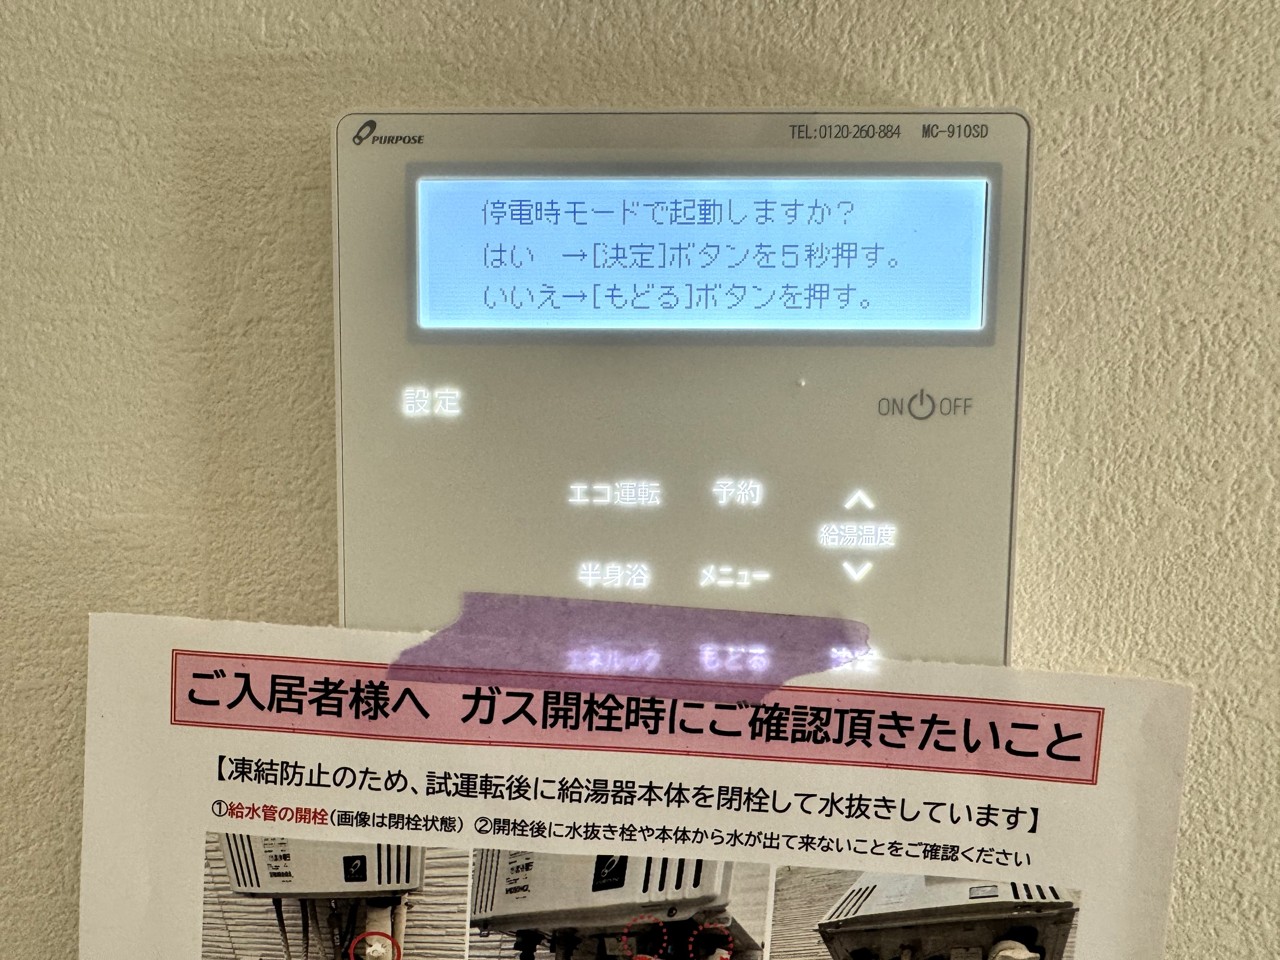 PURPOSE
TEL:0120-260-884 MC-910SD
停電時モードで起動しますか?
はい →[決定]ボタンを5秒押す。
いいえ→[もどる]ボタンを押す。
設定
ON OFF
エコ運転 予約
給湯温度
半身浴 メニュー
エネルック もどる 決定
ご入居者様へ ガス開栓時にご確認頂きたいこと
【凍結防止のため、試運転後に給湯器本体を閉栓して水抜きしています】
①給水管の開栓(画像は閉栓状態) ②開栓後に水抜き栓や本体から水が出て来ないことをご確認ください